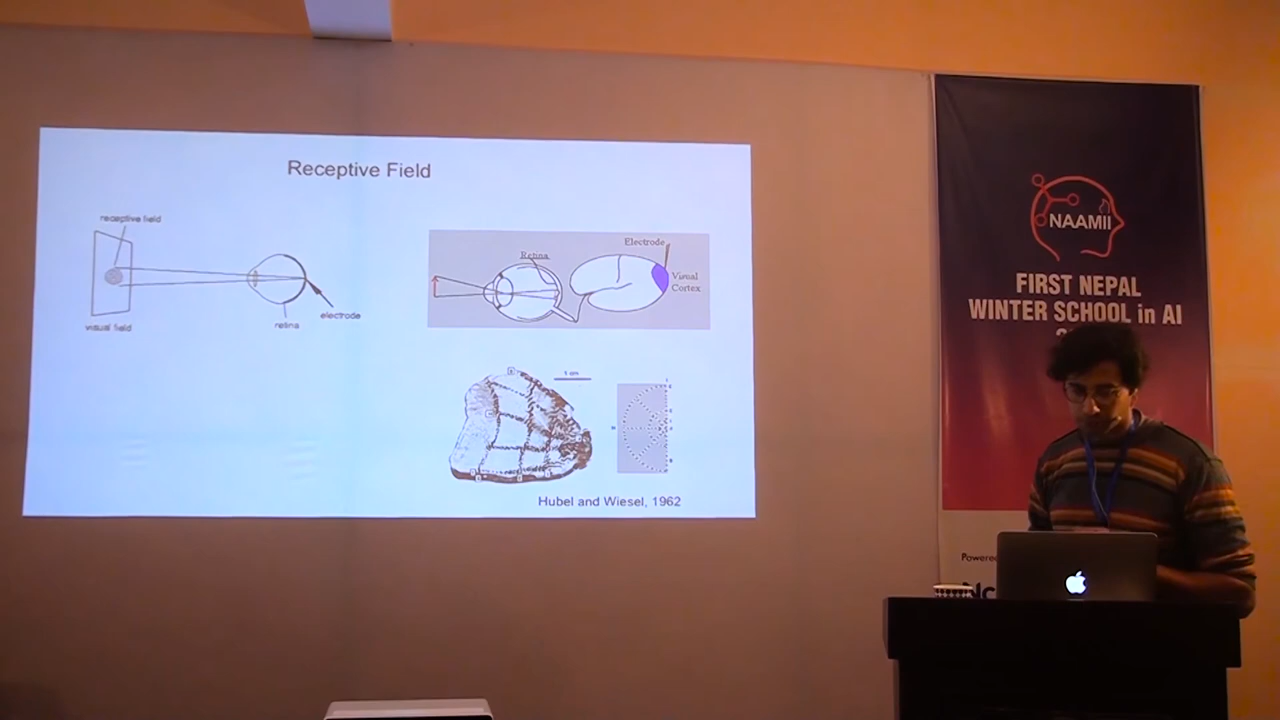 Receptive Field
receptive field
visual field
retina
electrode
Electrode
Retina
Visual
Cortex
1 cm
Hubel and Wiesel, 1962
NAAMII
FIRST NEPAL
WINTER SCHOOL in AI